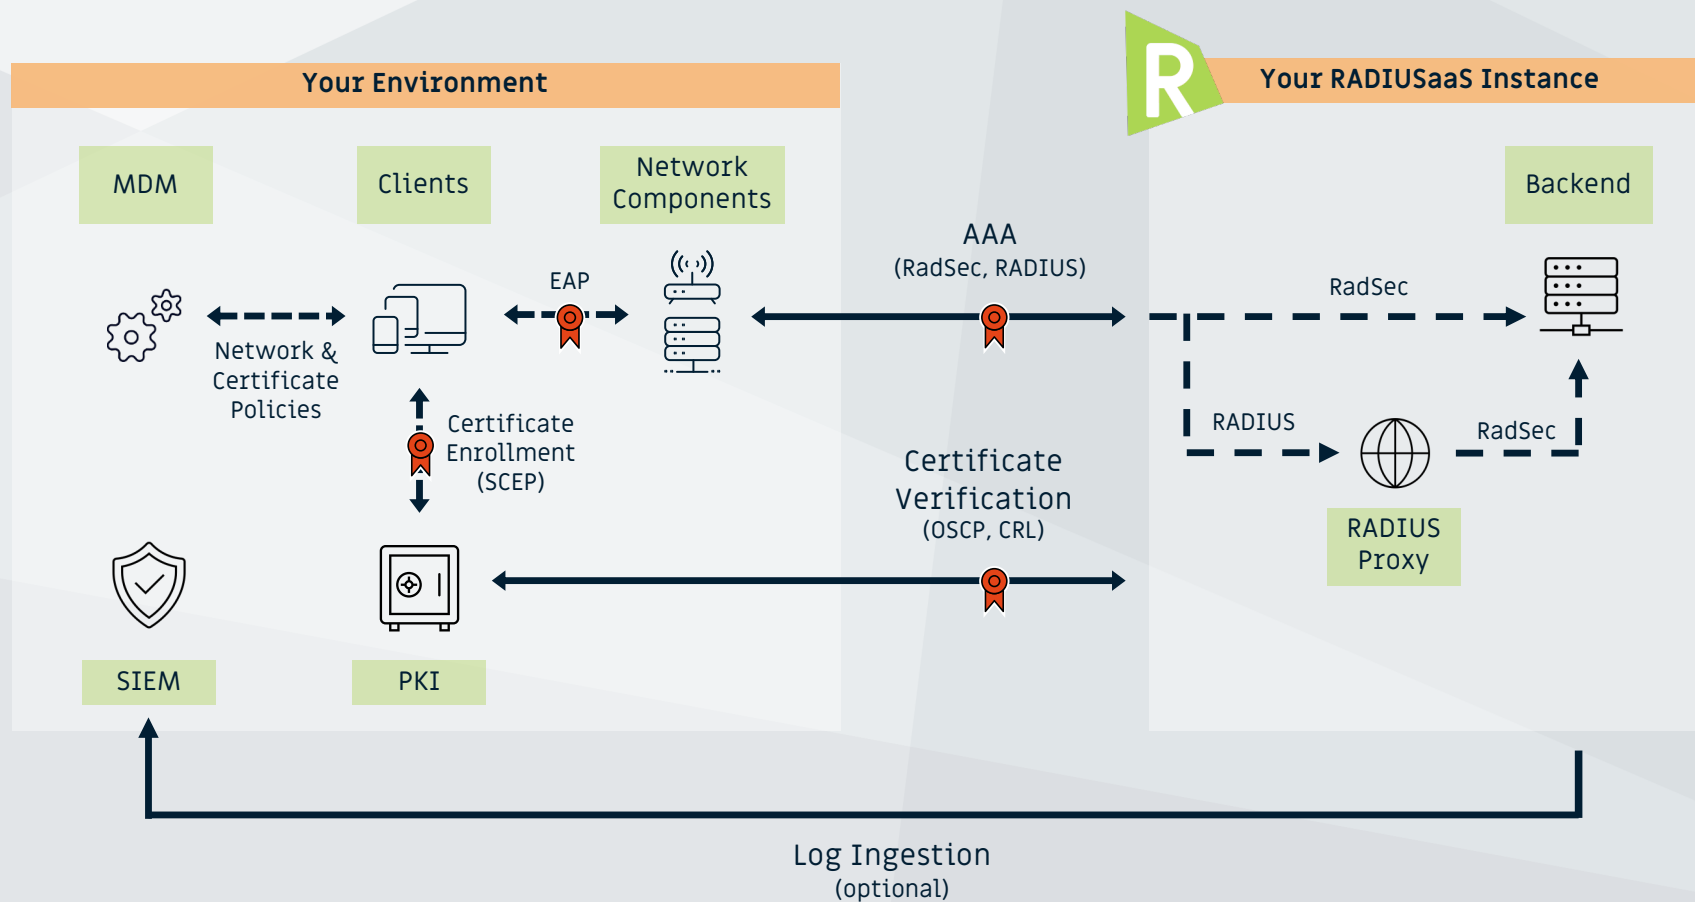 Your Environment
R
Your RADIUSaaS Instance
MDM
Clients
Network
Components
Backend
AAA
(RadSec, RADIUS)
EAP
RadSec
Network &
Certificate
Policies
Certificate
Enrollment
(SCEP)
RADIUS
RadSec
Certificate
Verification
(OSCP, CRL)
RADIUS
Proxy
SIEM
PKI
Log Ingestion
(optional)